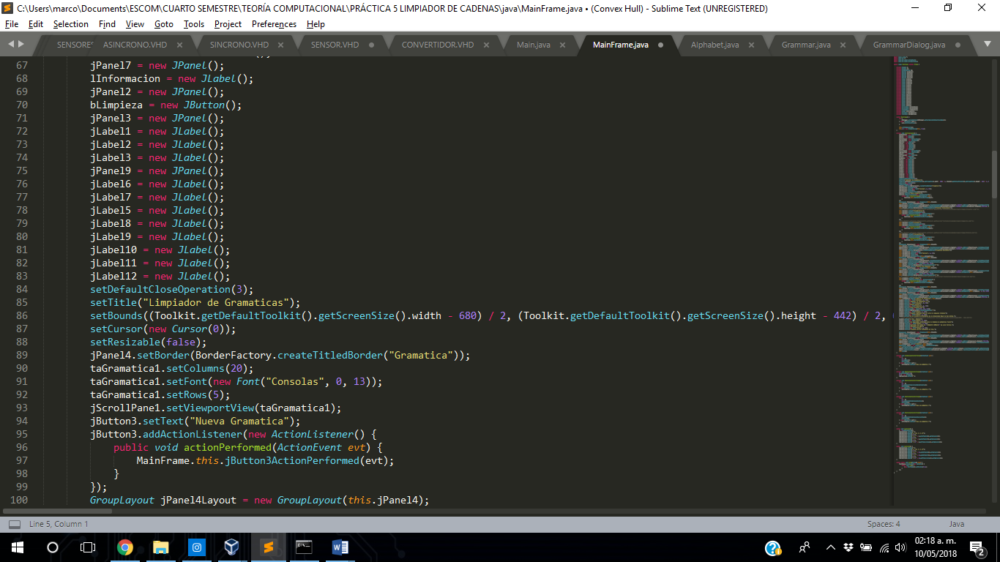 C:\Users\marco\Documents\ESCOM\CUARTO SEMESTRE\TEORÍA COMPUTACIONAL\PRÁCTICA 5 LIMPIADOR DE CADENAS\java\MainFrame.java • (Convex Hull) - Sublime Text (UNREGISTERED)
File Edit Selection Find View Goto Tools Project Preferences Help
SENSORE ASINCRONO.VHD SINCRONO.VHD SENSOR.VHD CONVERTIDOR.VHD Main.java MainFrame.java Alphabet.java Grammar.java GrammarDialog.java
67 jPanel7 = new JPanel();
68 lInformacion = new JLabel();
69 jPanel2 = new JPanel();
70 bLimpieza = new JButton();
71 jPanel3 = new JPanel();
72 jLabel1 = new JLabel();
73 jLabel2 = new JLabel();
74 jLabel3 = new JLabel();
75 jPanel9 = new JPanel();
76 jLabel6 = new JLabel();
77 jLabel7 = new JLabel();
78 jLabel5 = new JLabel();
79 jLabel8 = new JLabel();
80 jLabel9 = new JLabel();
81 jLabel10 = new JLabel();
82 jLabel11 = new JLabel();
83 jLabel12 = new JLabel();
84 setDefaultCloseOperation(3);
85 setTitle("Limpiador de Gramaticas");
86 setBounds((Toolkit.getDefaultToolkit().getScreenSize().width - 680) / 2, (Toolkit.getDefaultToolkit().getScreenSize().height - 442) / 2,
87 setCursor(new Cursor(0));
88 setResizable(false);
89 jPanel4.setBorder(BorderFactory.createTitledBorder("Gramatica"));
90 taGramatica1.setColumns(20);
91 taGramatica1.setFont(new Font("Consolas", 0, 13));
92 taGramatica1.setRows(5);
93 jScrollPane1.setViewportView(taGramatica1);
94 jButton3.setText("Nueva Gramatica");
95 jButton3.addActionListener(new ActionListener() {
96 public void actionPerformed(ActionEvent evt) {
97 MainFrame.this.jButton3ActionPerformed(evt);
98 }
99 });
100 GroupLayout jPanel4Layout = new GroupLayout(this.jPanel4);
Line 5, Column 1 Spaces: 4 Java
02:18 a. m.
10/05/2018
2